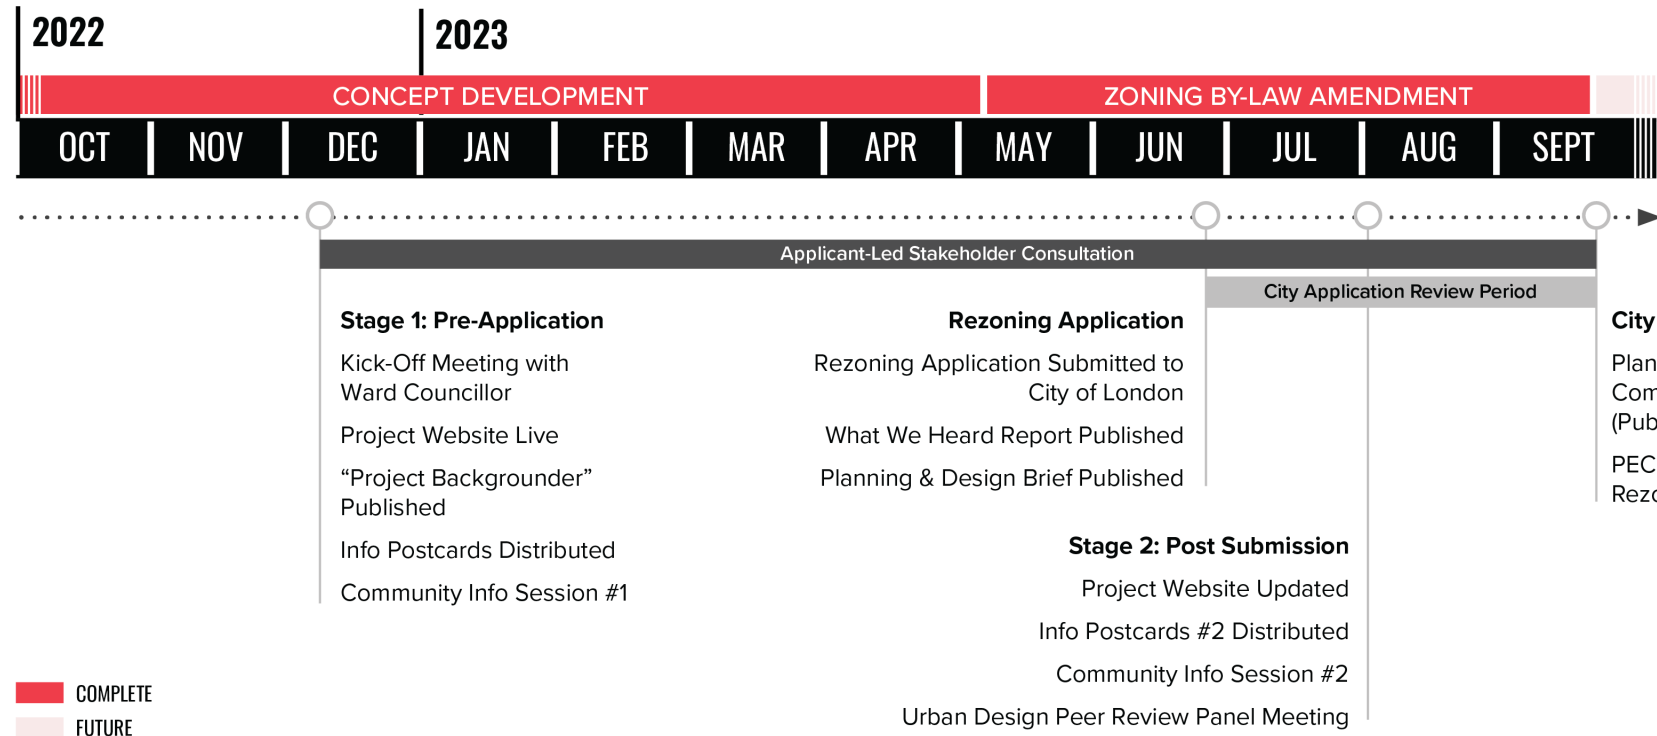 2022
2023
CONCEPT DEVELOPMENT
ZONING BY-LAW AMENDMENT
OCT NOV DEC JAN FEB MAR APR MAY JUN JUL AUG SEPT
Applicant-Led Stakeholder Consultation
City Application Review Period
Stage 1: Pre-Application
Kick-Off Meeting with
Ward Councillor
Project Website Live
“Project Backgrounder”
Published
Info Postcards Distributed
Community Info Session #1
Rezoning Application
Rezoning Application Submitted to
City of London
What We Heard Report Published
Planning & Design Brief Published
Stage 2: Post Submission
Project Website Updated
Info Postcards #2 Distributed
Community Info Session #2
Urban Design Peer Review Panel Meeting
City
(Pub
PEC
COMPLETE
FUTURE